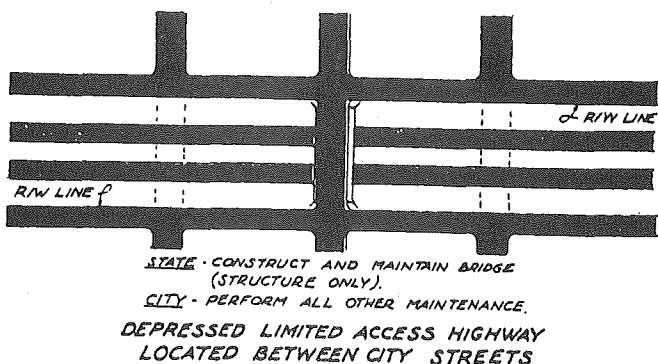 R/W LINE
R/W LINE
STATE - CONSTRUCT AND MAINTAIN BRIDGE
(STRUCTURE ONLY).
CITY - PERFORM ALL OTHER MAINTENANCE.
DEPRESSED LIMITED ACCESS HIGHWAY
LOCATED BETWEEN CITY STREETS